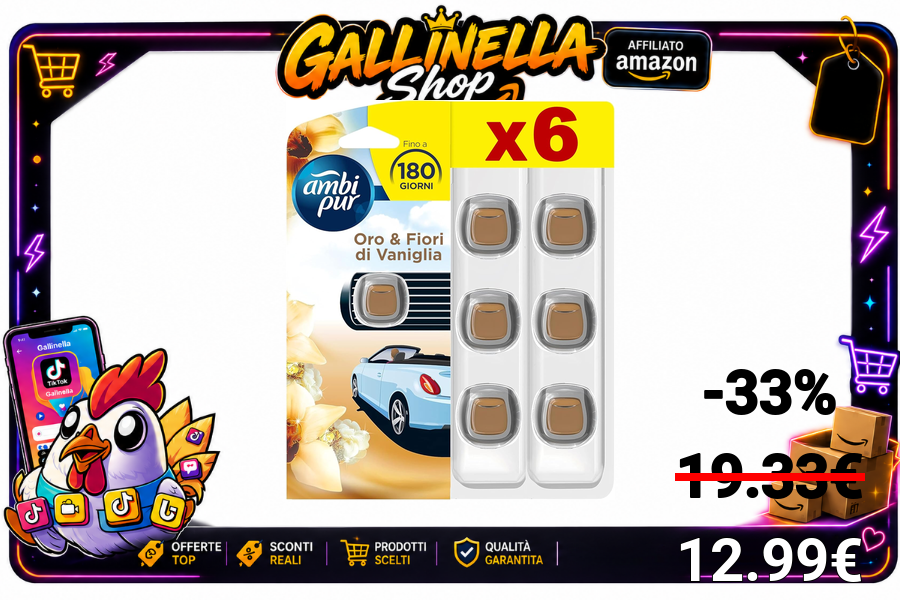 GALLINELLA
Shop
AFFILIATO
amazon
x6
Fino a
180
GIORNI
ambi
pur
Oro & Fiori
di Vaniglia
Gallinella
TikTok
Gallinella
-33%
19.33€
12.99€
OFFERTE
TOP
SCONTI
REALI
PRODOTTI
SCELTI
QUALITÀ
GARANTITA